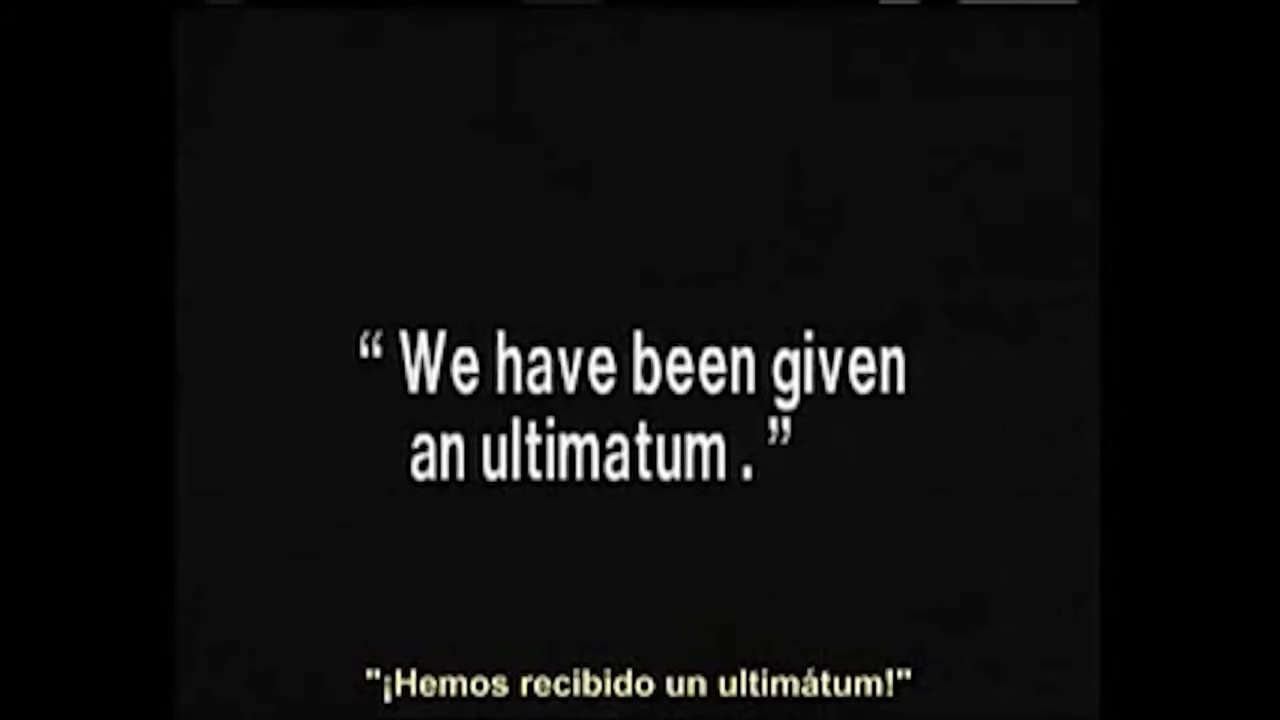 “ We have been given
an ultimatum . ”
"¡Hemos recibido un ultimátum!"